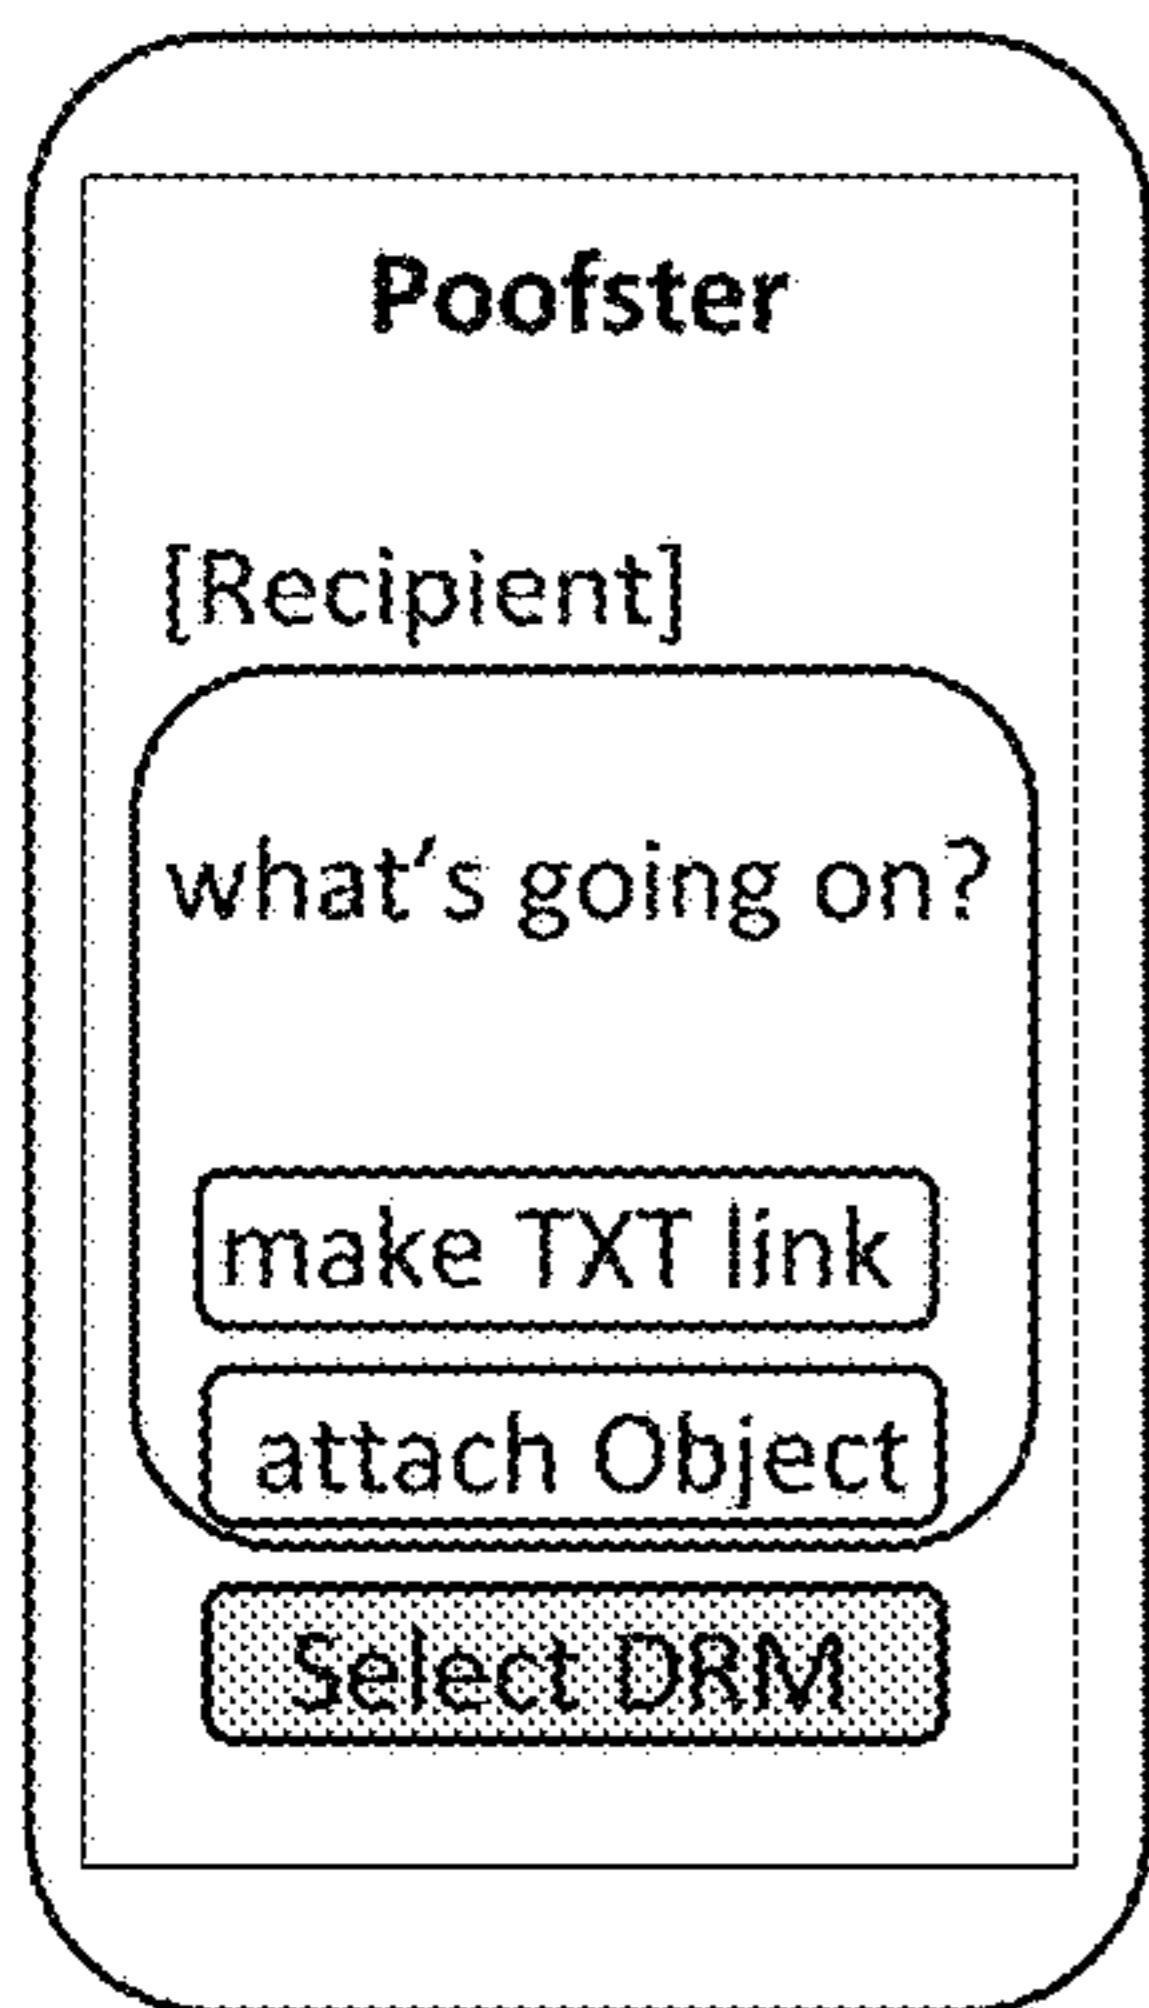 Poofster
[Recipient]
what's going on?
make TXT link
attach Object
Select DRM